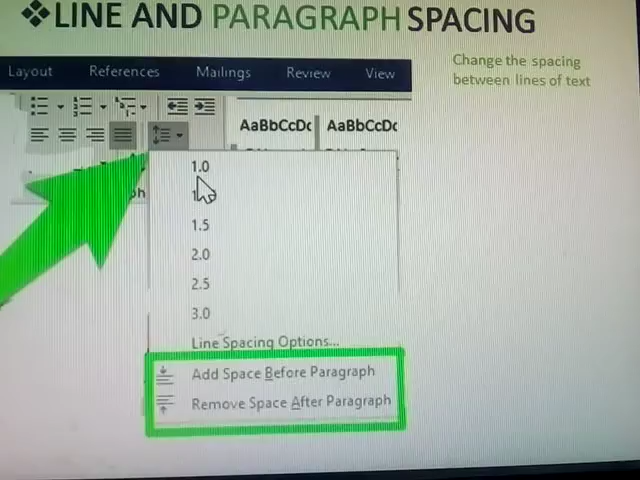 ❖LINE AND PARAGRAPH SPACING
Change the spacing
between lines of text
Layout References Mailings Review View
AaBbCcDc AaBbCcDc
1.0
1.5
2.0
2.5
3.0
Line Spacing Options...
Add Space Before Paragraph
Remove Space After Paragraph